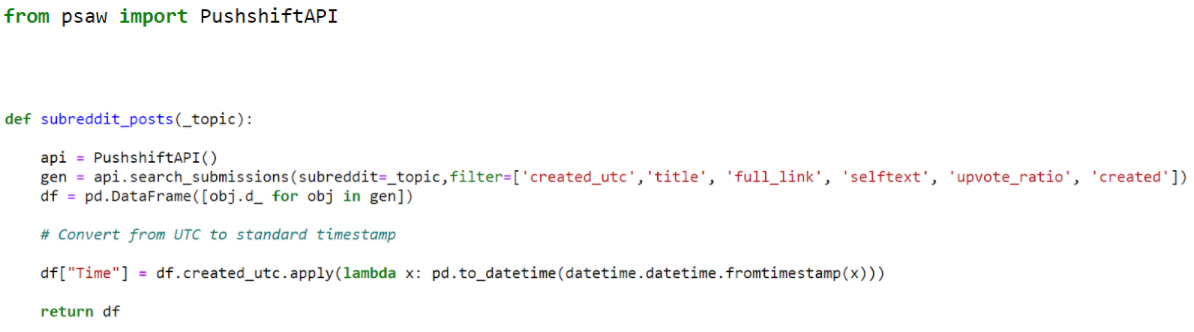 from psaw import PushshiftAPI
def subreddit_posts(_topic):
api = PushshiftAPI()
gen = api.search_submissions(subreddit=_topic,filter=['created_utc','title', 'full_link', 'selftext', 'upvote_ratio', 'created'])
df = pd.DataFrame([obj.d_ for obj in gen])
# Convert from UTC to standard timestamp
df["Time"] = df.created_utc.apply(lambda x: pd.to_datetime(datetime.datetime.fromtimestamp(x)))
return df